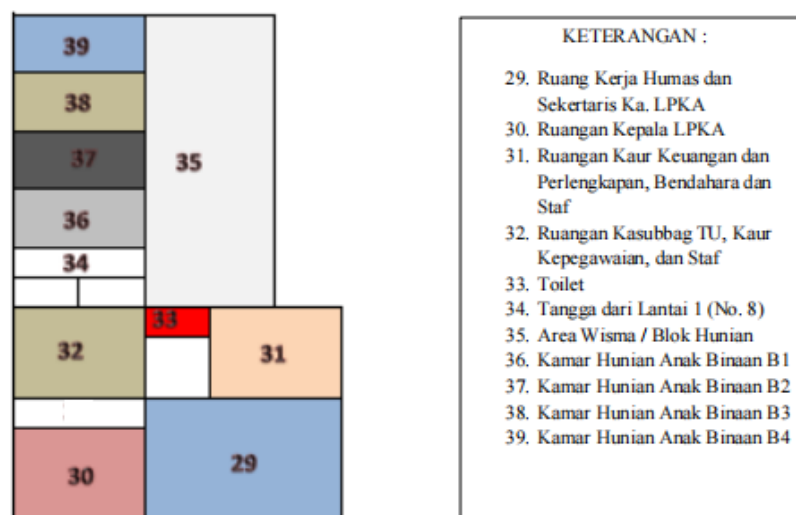 39
38
37
35
36
34
33
32
31
30
29
KETERANGAN :
29. Ruang Kerja Humas dan
Sekertaris Ka. LPKA
30. Ruangan Kepala LPKA
31. Ruangan Kaur Keuangan dan
Perlengkapan, Bendahara dan
Staf
32. Ruangan Kasubbag TU, Kaur
Kepegawaian, dan Staf
33. Toilet
34. Tangga dari Lantai 1 (No. 8)
35. Area Wisma / Blok Hunian
36. Kamar Hunian Anak Binaan B1
37. Kamar Hunian Anak Binaan B2
38. Kamar Hunian Anak Binaan B3
39. Kamar Hunian Anak Binaan B4